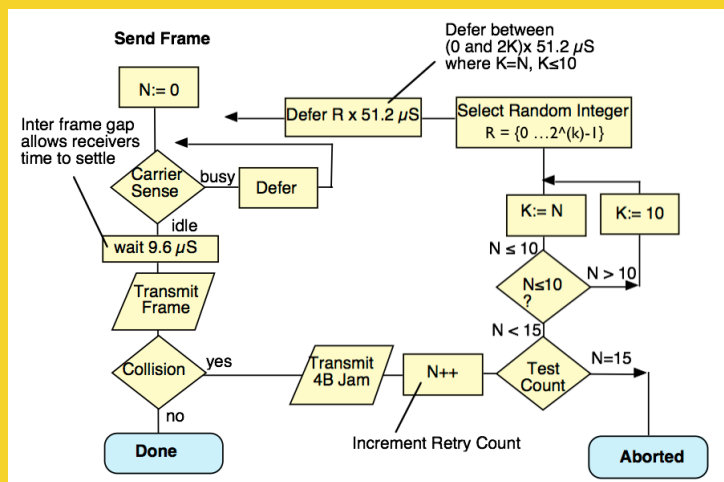 Send Frame
Defer between
(0 and 2K)x 51.2 µS
where K=N, K≤10
N:= 0
Defer R x 51.2 µS
Select Random Integer
R = {0 ...2^(k)-1}
Inter frame gap
allows receivers
time to settle
Carrier
Sense
busy
Defer
idle
wait 9.6 µS
K:= N
K:= 10
N ≤ 10
N≤10
?
N > 10
Transmit
Frame
N < 15
Collision
yes
Transmit
4B Jam
N++
Test
Count
N=15
no
Increment Retry Count
Done
Aborted